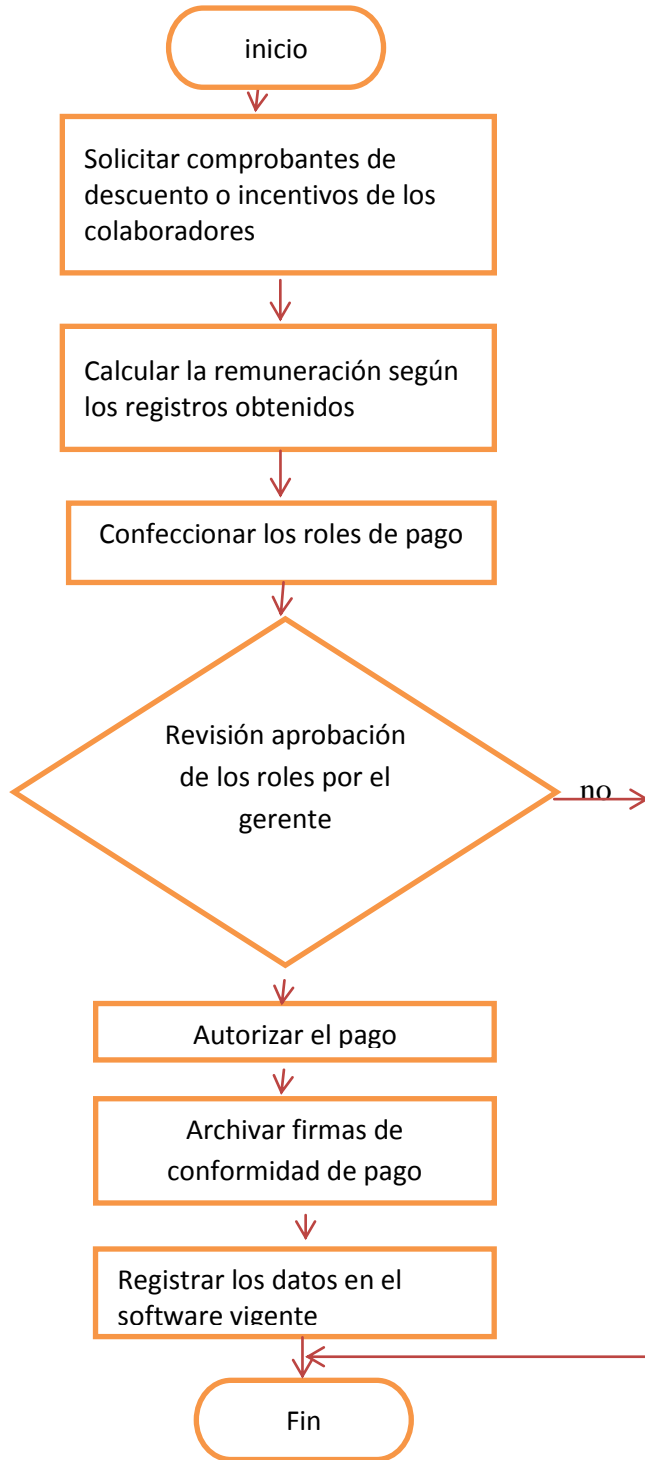 inicio
Solicitar comprobantes de
descuento o incentivos de los
colaboradores
Calcular la remuneración según
los registros obtenidos
Confeccionar los roles de pago
Revisión aprobación
de los roles por el
gerente
no
Autorizar el pago
Archivar firmas de
conformidad de pago
Registrar los datos en el
software vigente
Fin